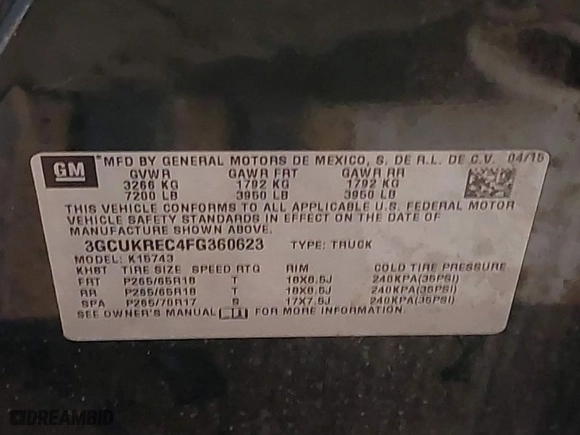 GM
*MFD BY GENERAL MOTORS DE MEXICO, S. DE R.L. DE C.V. 04/15
GVWR GAWR FRT GAWR RR
3266 KG 1792 KG 1792 KG
7200 LB 3950 LB 3950 LB
THIS VEHICLE CONFORMS TO ALL APPLICABLE U.S. FEDERAL MOTOR
VEHICLE SAFETY STANDARDS IN EFFECT ON THE DATE OF
MANUFACTURE SHOWN ABOVE.
3GCUKREC4FG360623 TYPE: TRUCK
MODEL: K15743
KHBT TIRE SIZE SPEED RTG RIM COLD TIRE PRESSURE
FRT P265/65R18 T 18X8.5J 240KPA(35PSI)
RR P265/65R18 T 18X8.5J 240KPA(35PSI)
SPA P265/70R17 S 17X7.5J 240KPA(35PSI)
SEE OWNER'S MANUAL FOR MORE INFORMATION.
DREAMBID